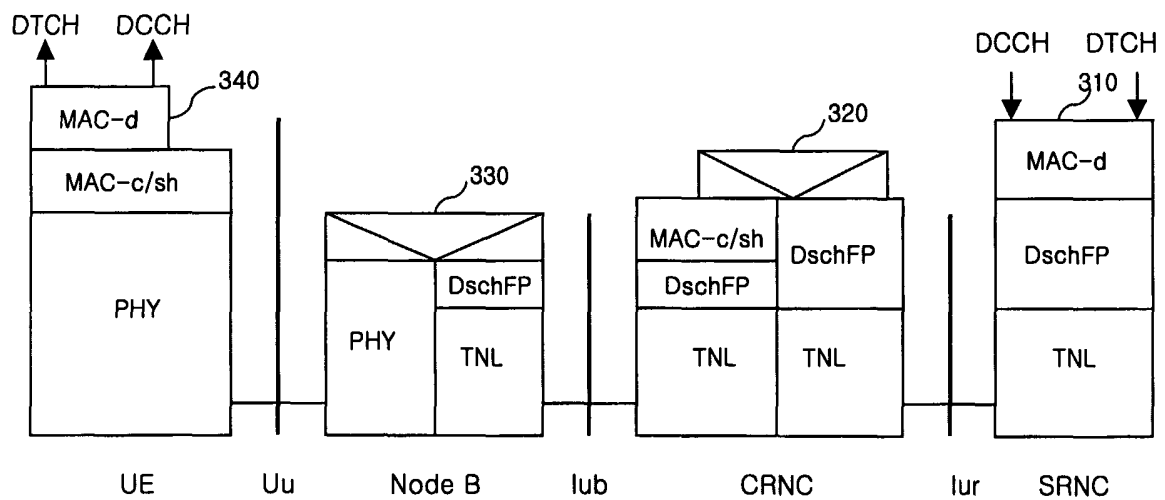 DTCH DCCH
DCCH DTCH
340
310
MAC-d
320
MAC-d
MAC-c/sh
330
MAC-c/sh
DschFP
DschFP
DschFP
DschFP
PHY
PHY
TNL
TNL
TNL
TNL
UE Uu Node B Iub CRNC Iur SRNC